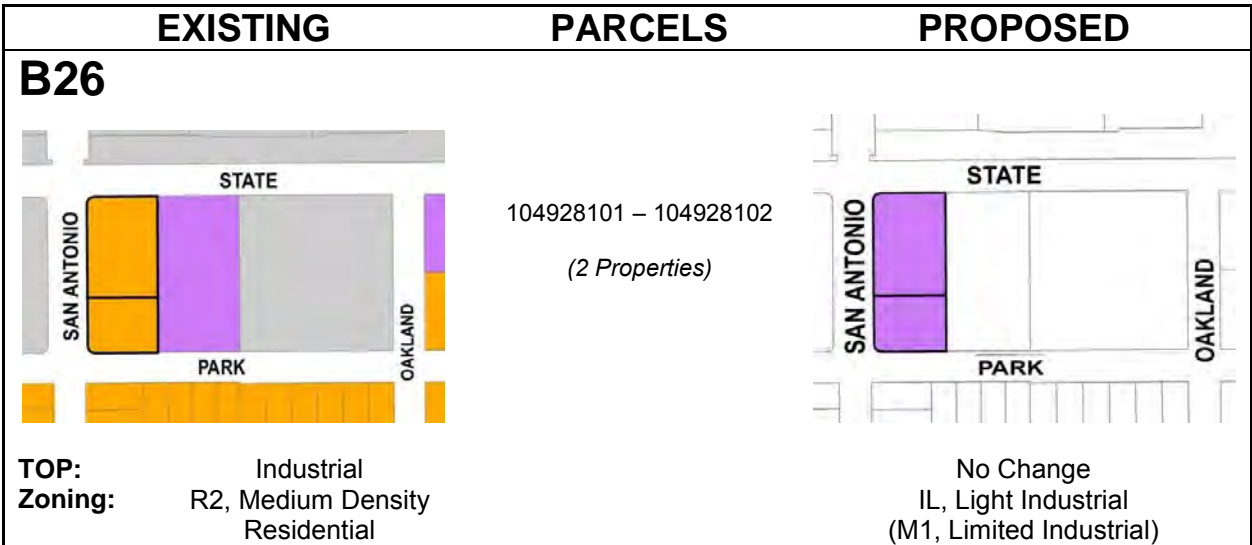 EXISTING PARCELS PROPOSED
B26
STATE
SAN ANTONIO
OAKLAND
PARK
104928101 – 104928102
(2 Properties)
STATE
SAN ANTONIO
OAKLAND
PARK
TOP: Industrial No Change
Zoning: R2, Medium Density IL, Light Industrial
Residential (M1, Limited Industrial)